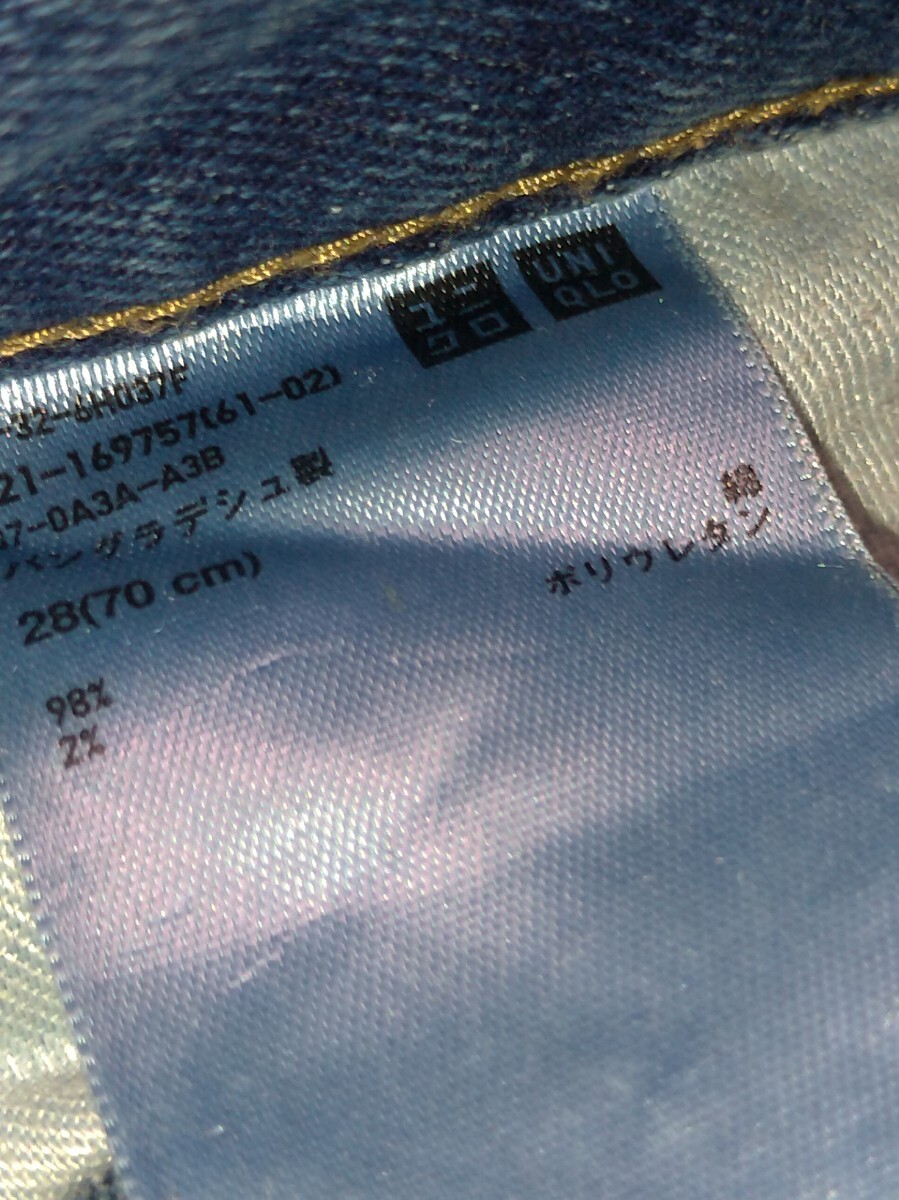 ユニ
クロ
UNI
QLO
-32-6H037F
21-169757(61-02)
37-0A3A-A3B
バングラデシュ製
28(70 cm)
綿
98%
ポリウレタン
2%